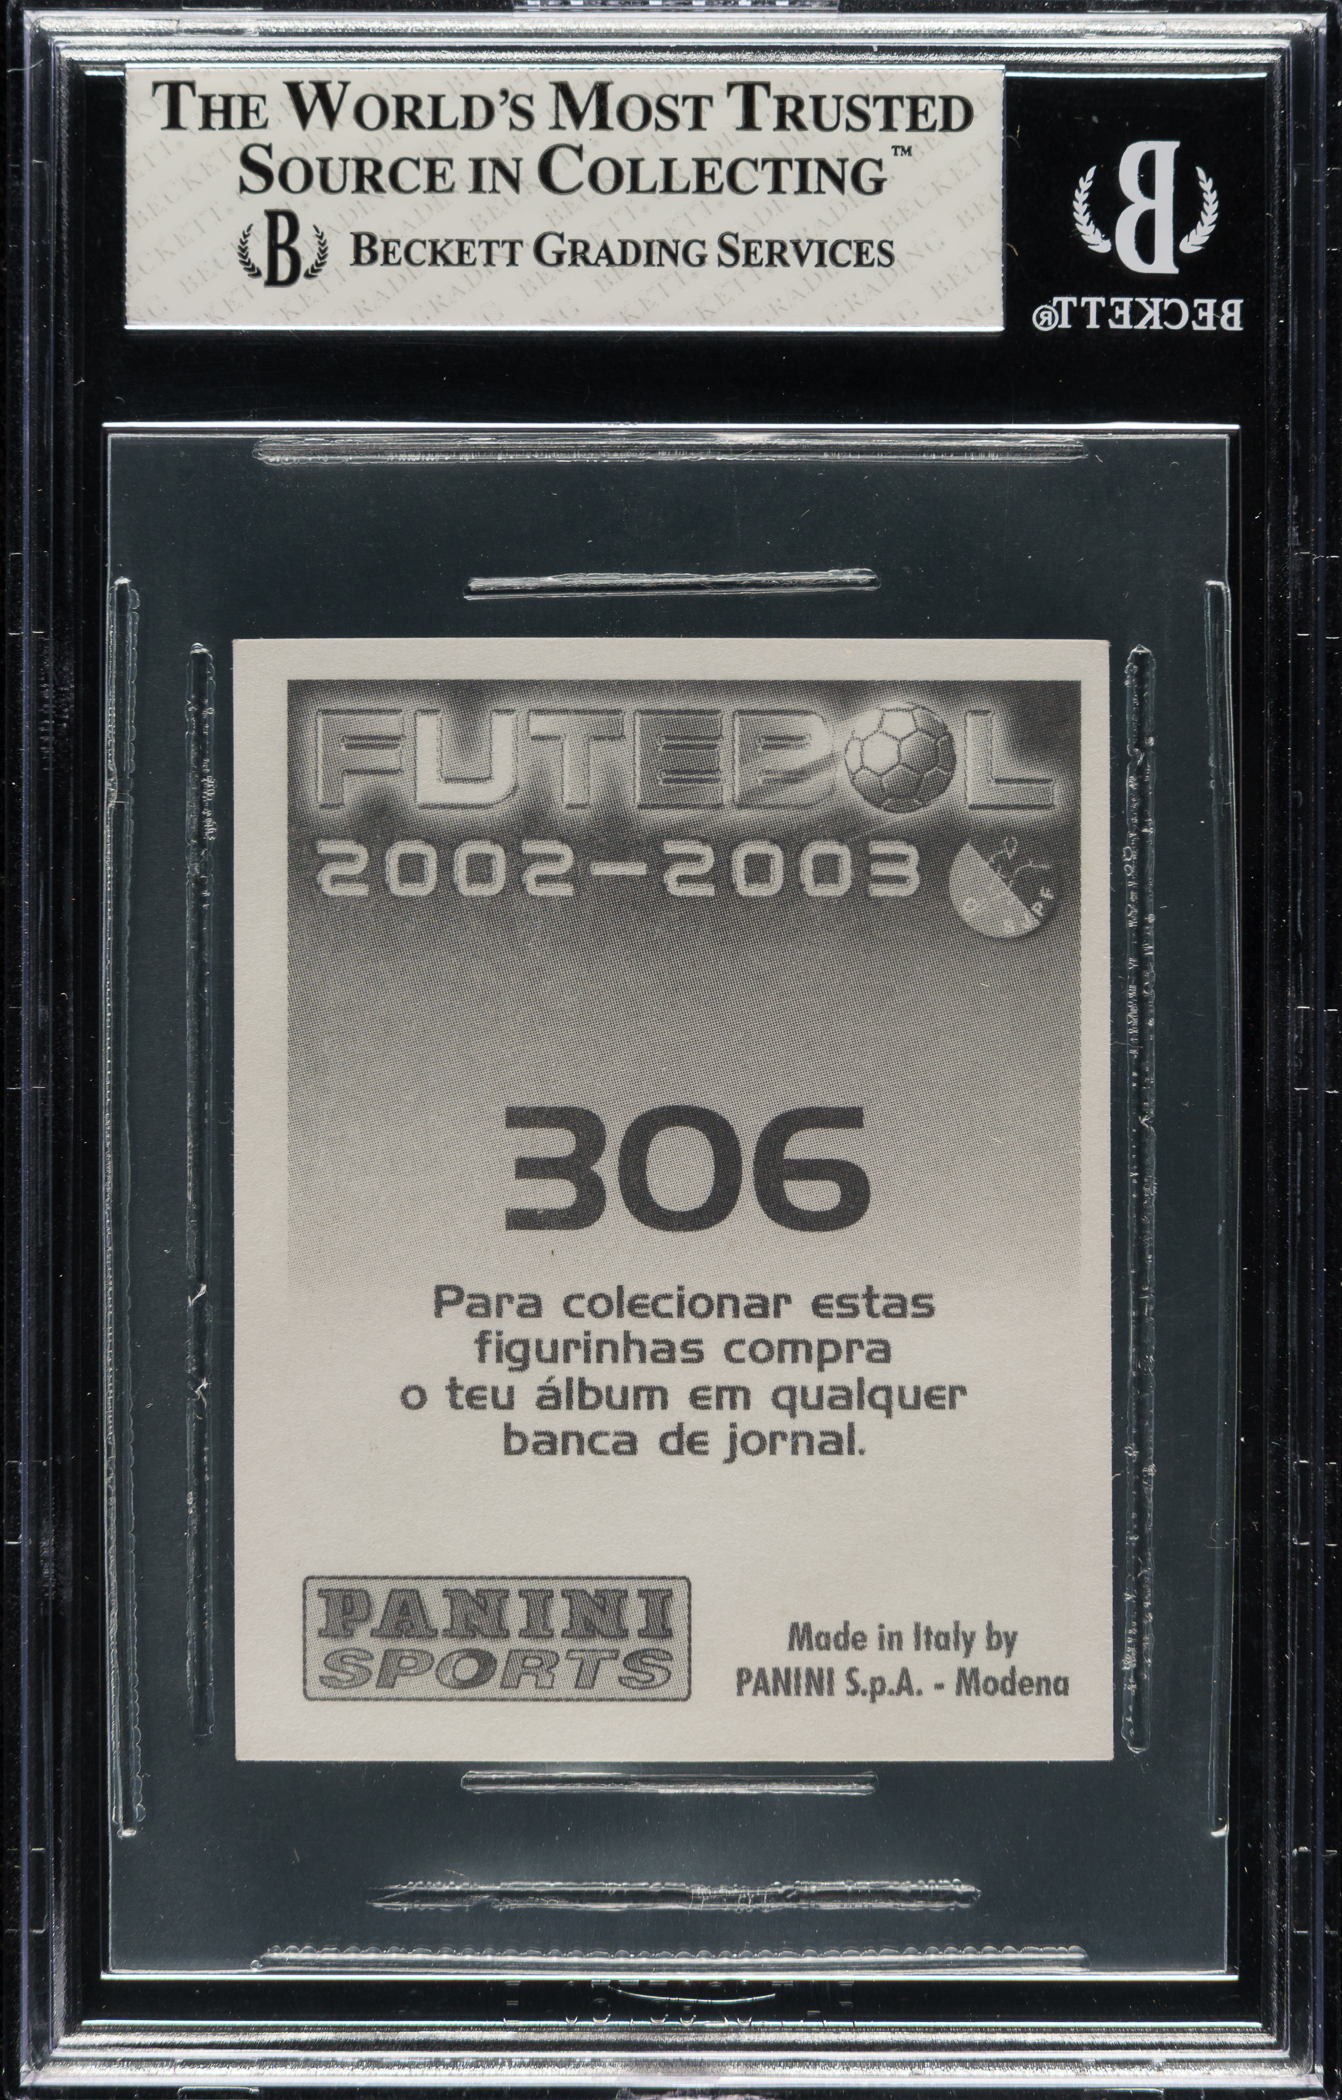 THE WORLD'S MOST TRUSTED
SOURCE IN COLLECTING™
B BECKETT GRADING SERVICES
B
BECKETT®
FUTEBOL
2002-2003
SJPF
306
Para colecionar estas
figurinhas compra
o teu álbum em qualquer
banca de jornal.
PANINI
SPORTS
Made in Italy by
PANINI S.p.A. - Modena